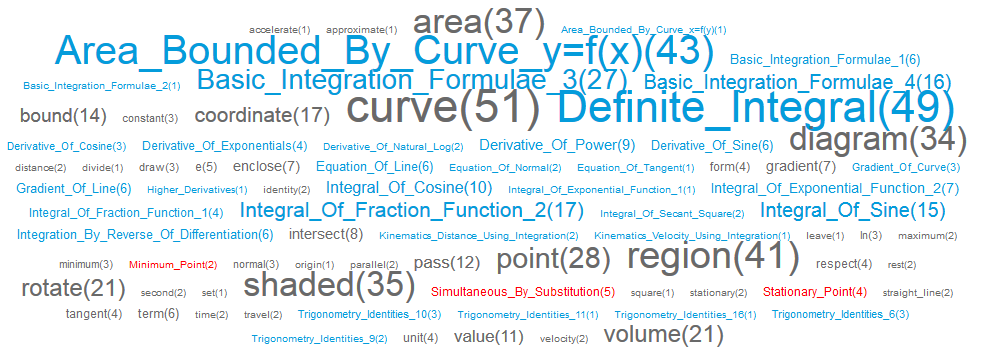 accelerate(1) approximate(1) area(37) Area_Bounded_By_Curve_x=f(y)(1)
Area_Bounded_By_Curve_y=f(x)(43) Basic_Integration_Formulae_1(6)
Basic_Integration_Formulae_2(1) Basic_Integration_Formulae_3(27) Basic_Integration_Formulae_4(16)
bound(14) constant(3) coordinate(17) curve(51) Definite_Integral(49)
Derivative_Of_Cosine(3) Derivative_Of_Exponentials(4) Derivative_Of_Natural_Log(2) Derivative_Of_Power(9) Derivative_Of_Sine(6) diagram(34)
distance(2) divide(1) draw(3) e(5) enclose(7) Equation_Of_Line(6) Equation_Of_Normal(2) Equation_Of_Tangent(1) form(4) gradient(7) Gradient_Of_Curve(3)
Gradient_Of_Line(6) Higher_Derivatives(1) identity(2) Integral_Of_Cosine(10) Integral_Of_Exponential_Function_1(1) Integral_Of_Exponential_Function_2(7)
Integral_Of_Fraction_Function_1(4) Integral_Of_Fraction_Function_2(17) Integral_Of_Secant_Square(2) Integral_Of_Sine(15)
Integration_By_Reverse_Of_Differentiation(6) intersect(8) Kinematics_Distance_Using_Integration(2) Kinematics_Velocity_Using_Integration(1) leave(1) ln(3) maximum(2)
minimum(3) Minimum_Point(2) normal(3) origin(1) parallel(2) pass(12) point(28) region(41) respect(4) rest(2)
rotate(21) second(2) set(1) shaded(35) Simultaneous_By_Substitution(5) square(1) stationary(2) Stationary_Point(4) straight_line(2)
tangent(4) term(6) time(2) travel(2) Trigonometry_Identities_10(3) Trigonometry_Identities_11(1) Trigonometry_Identities_16(1) Trigonometry_Identities_6(3)
Trigonometry_Identities_9(2) unit(4) value(11) velocity(2) volume(21)